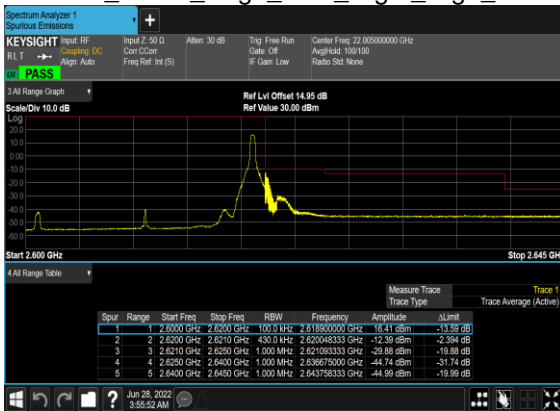 Spectrum Analyzer 1
Spurious Emissions
+
KEYSIGHT Input: RF Input Z: 50 Ω Atten: 30 dB Trig: Free Run Center Freq: 22.005000000 GHz
RLT Coupling: DC Corr CCorr Gate: Off Avg|Hold: 100/100
Align: Auto Freq Ref: Int (S) IF Gain: Low Radio Std: None
PASS
3 All Range Graph
Ref Lvl Offset 14.95 dB
Scale/Div 10.0 dB Ref Value 30.00 dBm
Log
20.0
10.0
0.00
-10.0
-20.0
-30.0
-40.0
-50.0
-60.0
Start 2.600 GHz Stop 2.645 GH
4 All Range Table
Measure Trace Trace 1
Trace Type Trace Average (Active)
Spur Range Start Freq Stop Freq RBW Frequency Amplitude ΔLimit
1 1 2.6000 GHz 2.6200 GHz 100.0 kHz 2.618900000 GHz 16.41 dBm -13.59 dB
2 2 2.6200 GHz 2.6210 GHz 430.0 kHz 2.620048333 GHz -12.39 dBm -2.394 dB
3 3 2.6210 GHz 2.6250 GHz 1.000 MHz 2.621093333 GHz -29.88 dBm -19.88 dB
4 4 2.6250 GHz 2.6400 GHz 1.000 MHz 2.636675000 GHz -44.74 dBm -31.74 dB
5 5 2.6400 GHz 2.6450 GHz 1.000 MHz 2.643758333 GHz -44.99 dBm -19.99 dB
? Jun 28, 2022
3:55:52 AM